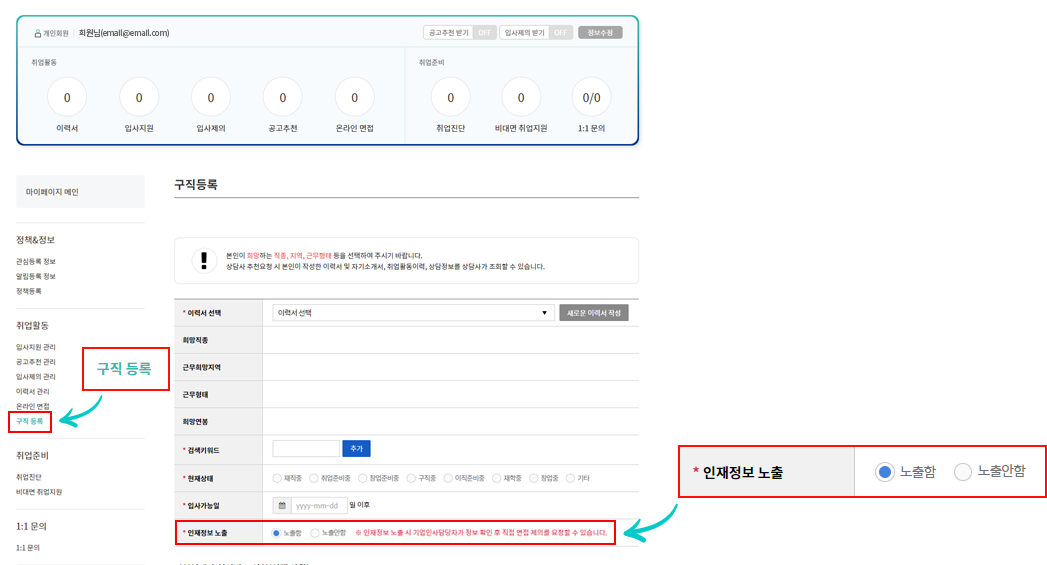 개인회원 회원님(email@email.com) 공고추천 받기 OFF 입사제의 받기 OFF 정보수정
취업활동
0 0 0 0 0
이력서 입사지원 입사제의 공고추천 온라인 면접
취업준비
0 0 0/0
취업진단 비대면 취업지원 1:1 문의
마이페이지 메인
정책&정보
관심등록 정보
알림등록 정보
정책등록
취업활동
입사지원 관리
공고추천 관리
입사제의 관리
이력서 관리
온라인 면접
구직 등록
구직 등록
취업준비
취업진단
비대면 취업지원
1:1 문의
1:1 문의
구직등록
본인이 희망하는 직종, 지역, 근무형태 등을 선택하여 주시기 바랍니다.
상담사 추천요청 시 본인이 작성한 이력서 및 자기소개서, 취업활동이력, 상담정보를 상담사가 조회할 수 있습니다.
* 이력서 선택 이력서 선택 ▼ 새로운 이력서 작성
희망직종
근무희망지역
근무형태
희망연봉
* 검색키워드 추가
* 현재상태 재직중 취업준비중 창업준비중 구직중 이직준비중 재학중 창업중 기타
* 입사가능일 yyyy-mm-dd 일 이후
* 인재정보 노출 노출함 노출안함 ※ 인재정보 노출 시 기업인사담당자가 정보 확인 후 직접 면접 제의를 요청할 수 있습니다.
* 인재정보 노출 노출함 노출안함